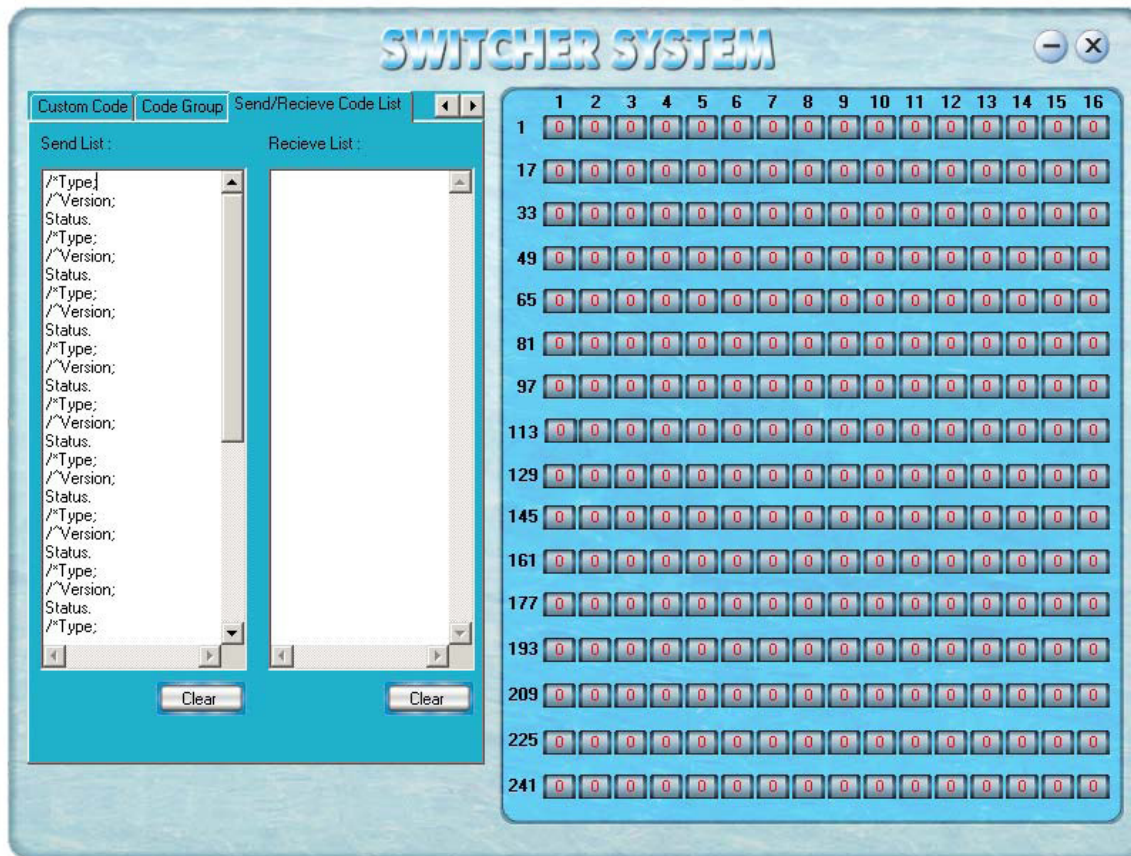 SWITCHER SYSTEM
Custom Code Code Group Send/Recieve Code List
Send List : Recieve List :
/*Type;
/^Version;
Status.
/*Type;
/^Version;
Status.
/*Type;
/^Version;
Status.
/*Type;
/^Version;
Status.
/*Type;
/^Version;
Status.
/*Type;
/^Version;
Status.
/*Type;
/^Version;
Status.
/*Type;
/^Version;
Status.
/*Type;
Clear Clear
1 2 3 4 5 6 7 8 9 10 11 12 13 14 15 16
1 0 0 0 0 0 0 0 0 0 0 0 0 0 0 0 0
17 0 0 0 0 0 0 0 0 0 0 0 0 0 0 0 0
33 0 0 0 0 0 0 0 0 0 0 0 0 0 0 0 0
49 0 0 0 0 0 0 0 0 0 0 0 0 0 0 0 0
65 0 0 0 0 0 0 0 0 0 0 0 0 0 0 0 0
81 0 0 0 0 0 0 0 0 0 0 0 0 0 0 0 0
97 0 0 0 0 0 0 0 0 0 0 0 0 0 0 0 0
113 0 0 0 0 0 0 0 0 0 0 0 0 0 0 0 0
129 0 0 0 0 0 0 0 0 0 0 0 0 0 0 0 0
145 0 0 0 0 0 0 0 0 0 0 0 0 0 0 0 0
161 0 0 0 0 0 0 0 0 0 0 0 0 0 0 0 0
177 0 0 0 0 0 0 0 0 0 0 0 0 0 0 0 0
193 0 0 0 0 0 0 0 0 0 0 0 0 0 0 0 0
209 0 0 0 0 0 0 0 0 0 0 0 0 0 0 0 0
225 0 0 0 0 0 0 0 0 0 0 0 0 0 0 0 0
241 0 0 0 0 0 0 0 0 0 0 0 0 0 0 0 0